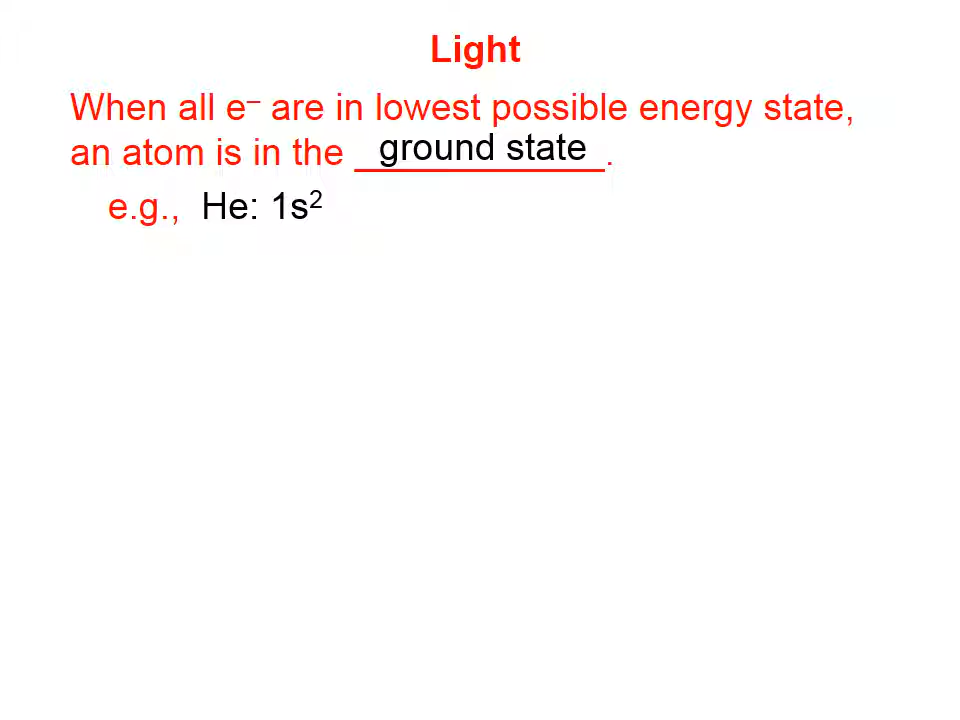 Light
When all e⁻ are in lowest possible energy state,
an atom is in the ground state.
e.g., He: 1s²